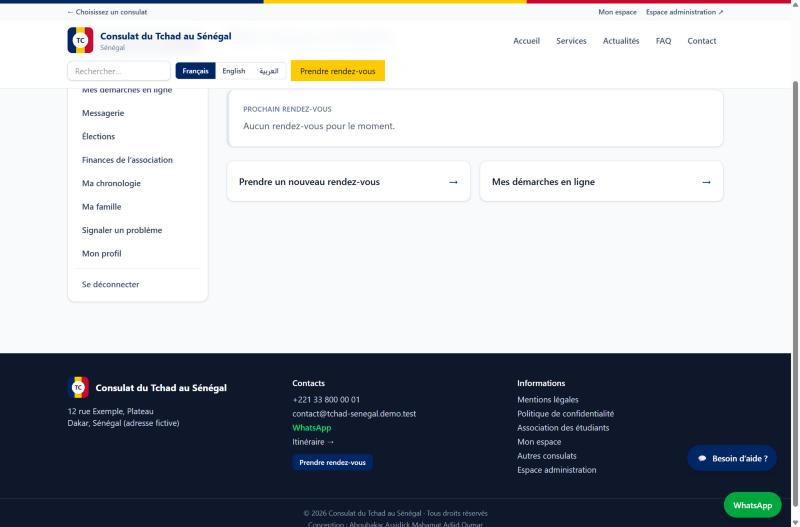 ← Choisissez un consulat
Mon espace
Espace administration ↗
TC
Consulat du Tchad au Sénégal
Sénégal
Accueil
Services
Actualités
FAQ
Contact
Rechercher...
Français
English
العربية
Prendre rendez-vous
Mes démarches en ligne
Messagerie
Élections
Finances de l'association
Ma chronologie
Ma famille
Signaler un problème
Mon profil
Se déconnecter
PROCHAIN RENDEZ-VOUS
Aucun rendez-vous pour le moment.
Prendre un nouveau rendez-vous →
Mes démarches en ligne →
TC
Consulat du Tchad au Sénégal
12 rue Exemple, Plateau
Dakar, Sénégal (adresse fictive)
Contacts
+221 33 800 00 01
contact@tchad-senegal.demo.test
WhatsApp
Itinéraire →
Prendre rendez-vous
Informations
Mentions légales
Politique de confidentialité
Association des étudiants
Mon espace
Autres consulats
Espace administration
Besoin d'aide ?
WhatsApp
© 2026 Consulat du Tchad au Sénégal · Tous droits réservés
Conception : Aboubakar Assidick Mahamat Adjid Oumar